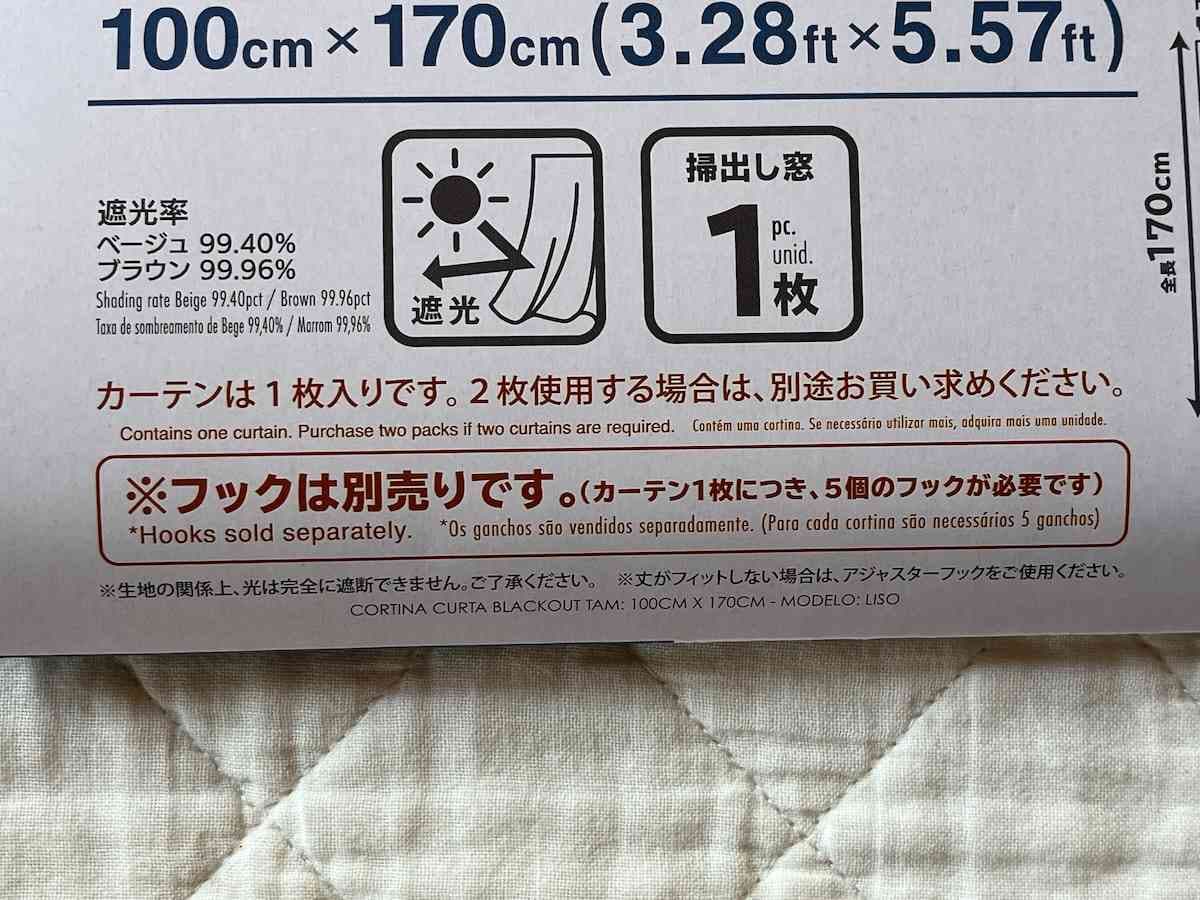 100cm×170cm(3.28ft×5.57ft)
遮光率
ベージュ 99.40%
ブラウン 99.96%
Shading rate Beige 99.40pct / Brown 99.96pct
Taxa de sombreamento de Bege 99,40% / Marrom 99,96%
遮光
掃出し窓
1 pc. unid. 枚
全長170cm
カーテンは1枚入りです。2枚使用する場合は、別途お買い求めください。
Contains one curtain. Purchase two packs if two curtains are required. Contém uma cortina. Se necessário utilizar mais, adquira mais uma unidade.
※フックは別売りです。(カーテン1枚につき、5個のフックが必要です)
*Hooks sold separately. *Os ganchos são vendidos separadamente. (Para cada cortina são necessários 5 ganchos)
※生地の関係上、光は完全に遮断できません。ご了承ください。 ※丈がフィットしない場合は、アジャスターフックをご使用ください。
CORTINA CURTA BLACKOUT TAM: 100CM X 170CM - MODELO: LISO